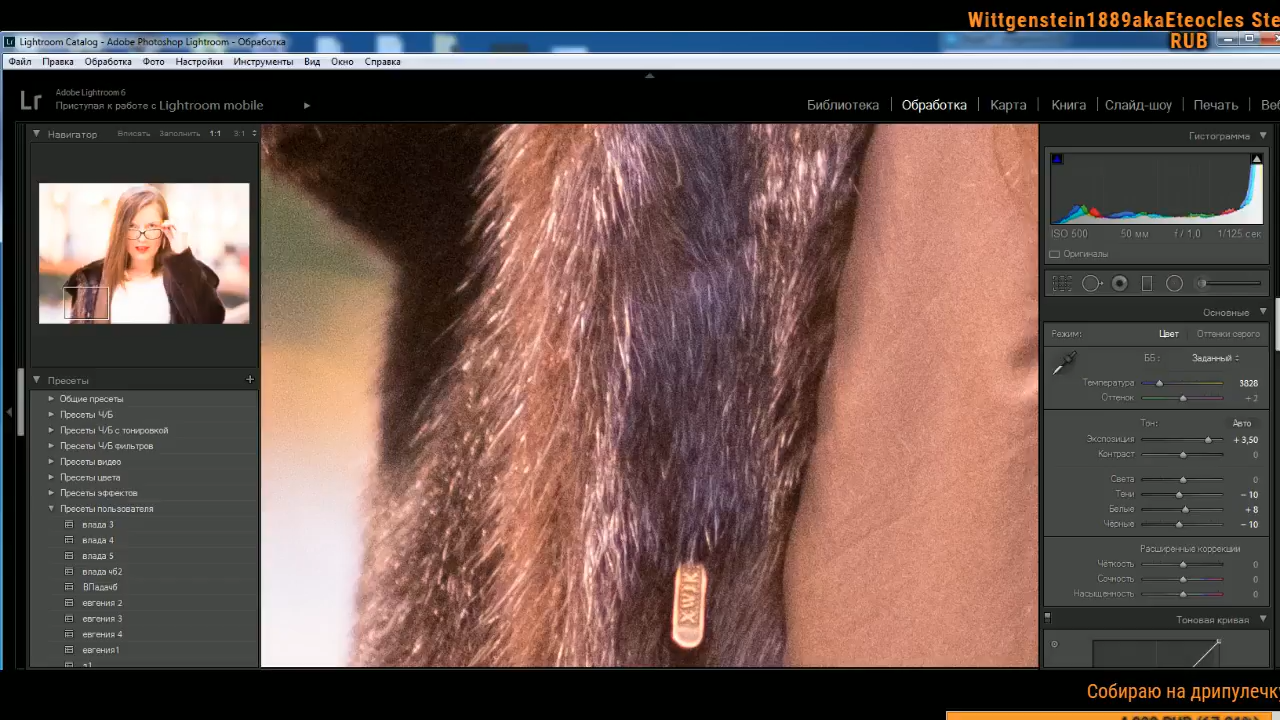 Wittgenstein1889akaEteocles Ste
RUB
Lightroom Catalog - Adobe Photoshop Lightroom - Обработка
Файл Правка Обработка Фото Настройки Инструменты Вид Окно Справка
Lr
Adobe Lightroom 6
Приступая к работе с Lightroom mobile
Библиотека Обработка Карта Книга Слайд-шоу Печать Ве
Навигатор Вписать Заполнить 1:1 3:1
Гистограмма
ISO 500 50 мм f / 1,0 1/125 сек
Оригиналы
Основные
Режим: Цвет Оттенки серого
ББ: Заданный
Температура 3828
Оттенок + 2
Тон: Авто
Экспозиция + 3,50
Контраст 0
Света 0
Тени – 10
Белые + 8
Чёрные – 10
Расширенные коррекции
Чёткость 0
Сочность 0
Насыщенность 0
Тоновая кривая
Пресеты
Общие пресеты
Пресеты Ч/Б
Пресеты Ч/Б с тонировкой
Пресеты Ч/Б фильтров
Пресеты видео
Пресеты цвета
Пресеты эффектов
Пресеты пользователя
влада 3
влада 4
влада 5
влада чб2
ВПадачб
евгения 2
евгения 3
евгения 4
евгения1
Собираю на дрипулечк